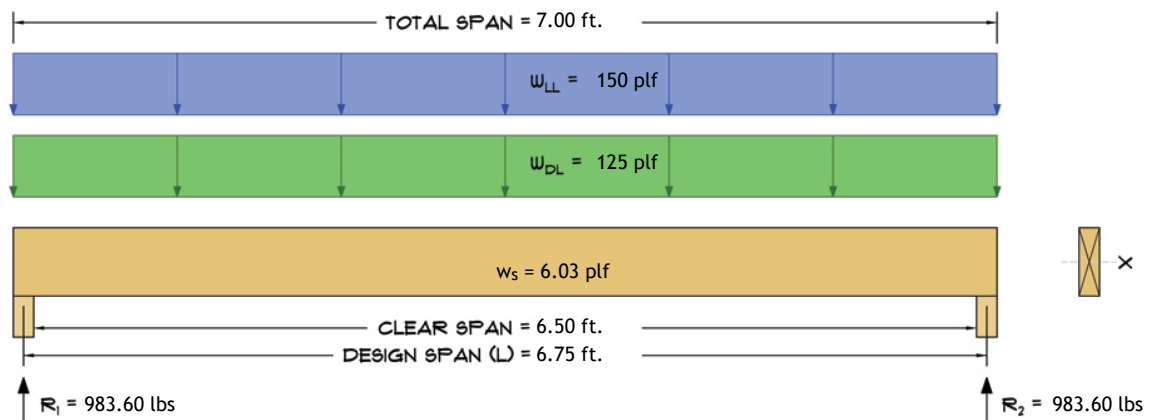 TOTAL SPAN = 7.00 ft.
wLL = 150 plf
wDL = 125 plf
ws = 6.03 plf
X
CLEAR SPAN = 6.50 ft.
DESIGN SPAN (L) = 6.75 ft.
R1 = 983.60 lbs
R2 = 983.60 lbs